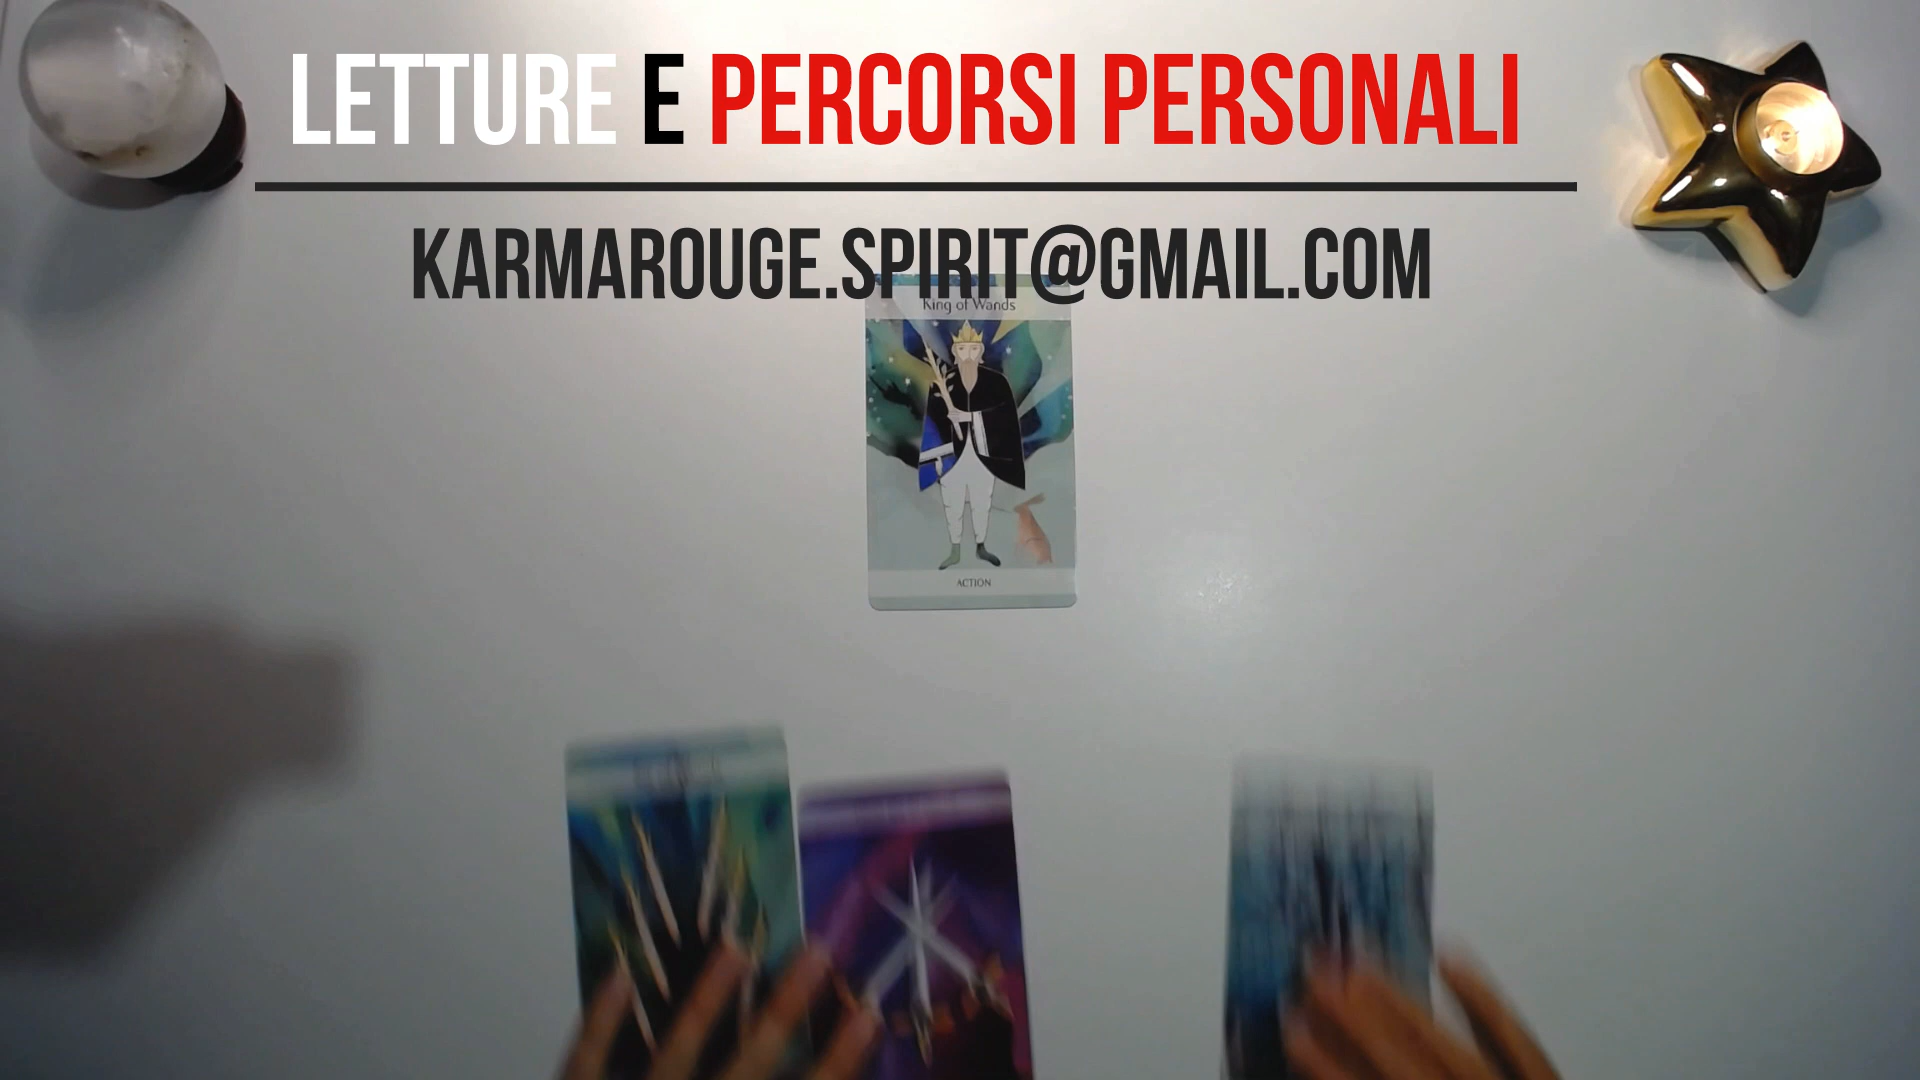 LETTURE E PERCORSI PERSONALI
KARMAROUGE.SPIRIT@GMAIL.COM
King of Wands
ACTION